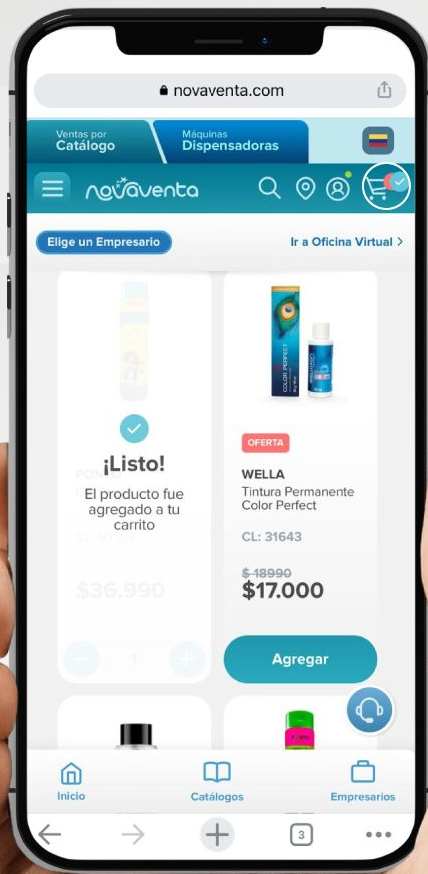 novaventa.com
Ventas por
Catálogo
Máquinas
Dispensadoras
novaventa
Elige un Empresario
Ir a Oficina Virtual >
¡Listo!
El producto fue
agregado a tu
carrito
$36.990
1
COLOR PERFECT
OFERTA
WELLA
Tintura Permanente
Color Perfect
CL: 31643
$ 18990
$17.000
Agregar
Inicio
Catálogos
Empresarios
3